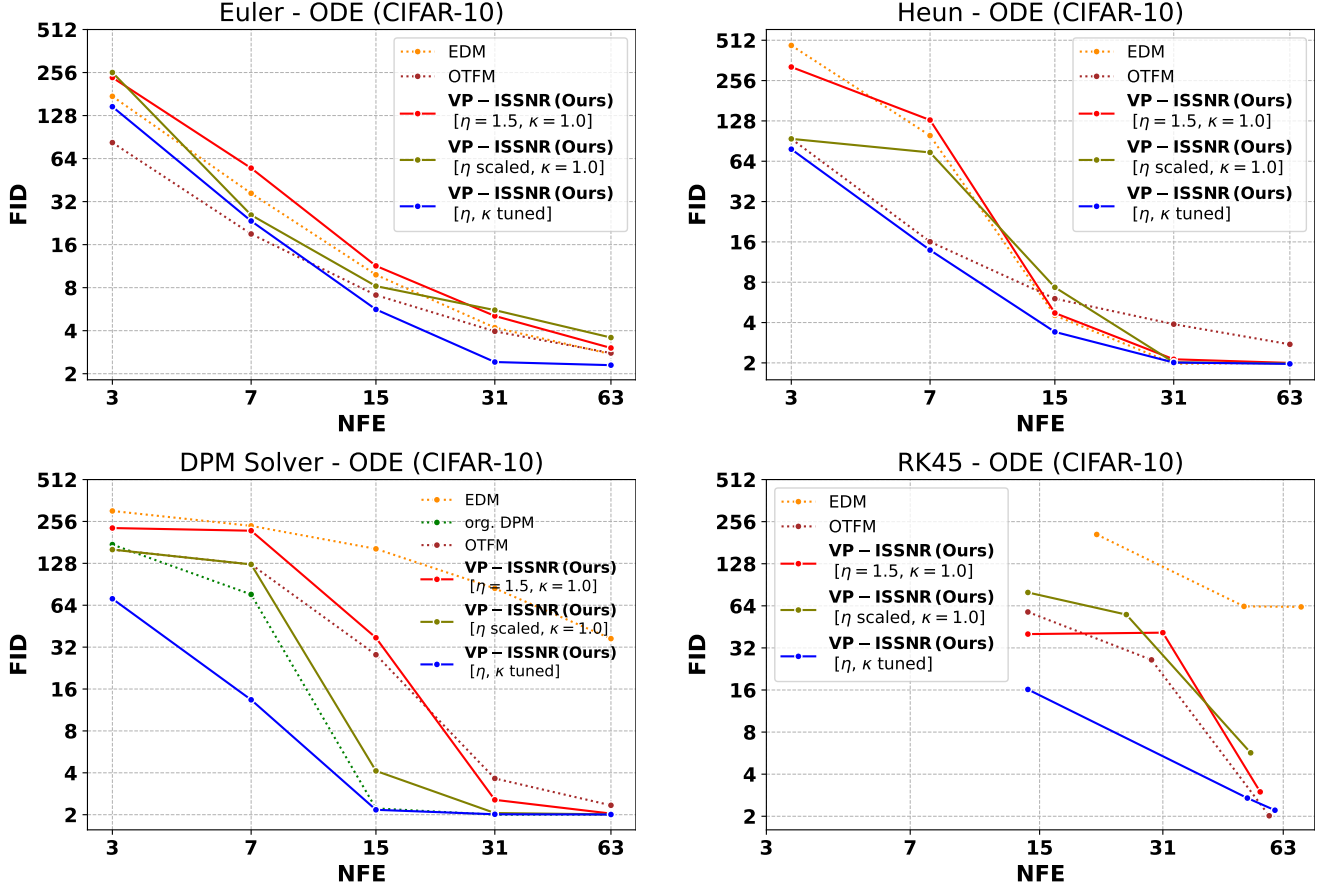 Euler - ODE (CIFAR-10)
512
256
128
64
32
16
8
4
2
FID
3 7 15 31 63
NFE
EDM
OTFM
VP − ISSNR (Ours)
[η = 1.5, κ = 1.0]
VP − ISSNR (Ours)
[η scaled, κ = 1.0]
VP − ISSNR (Ours)
[η, κ tuned]
Heun - ODE (CIFAR-10)
512
256
128
64
32
16
8
4
2
FID
3 7 15 31 63
NFE
EDM
OTFM
VP − ISSNR (Ours)
[η = 1.5, κ = 1.0]
VP − ISSNR (Ours)
[η scaled, κ = 1.0]
VP − ISSNR (Ours)
[η, κ tuned]
DPM Solver - ODE (CIFAR-10)
512
256
128
64
32
16
8
4
2
FID
3 7 15 31 63
NFE
EDM
org. DPM
OTFM
VP − ISSNR (Ours)
[η = 1.5, κ = 1.0]
VP − ISSNR (Ours)
[η scaled, κ = 1.0]
VP − ISSNR (Ours)
[η, κ tuned]
RK45 - ODE (CIFAR-10)
512
256
128
64
32
16
8
4
2
FID
3 7 15 31 63
NFE
EDM
OTFM
VP − ISSNR (Ours)
[η = 1.5, κ = 1.0]
VP − ISSNR (Ours)
[η scaled, κ = 1.0]
VP − ISSNR (Ours)
[η, κ tuned]